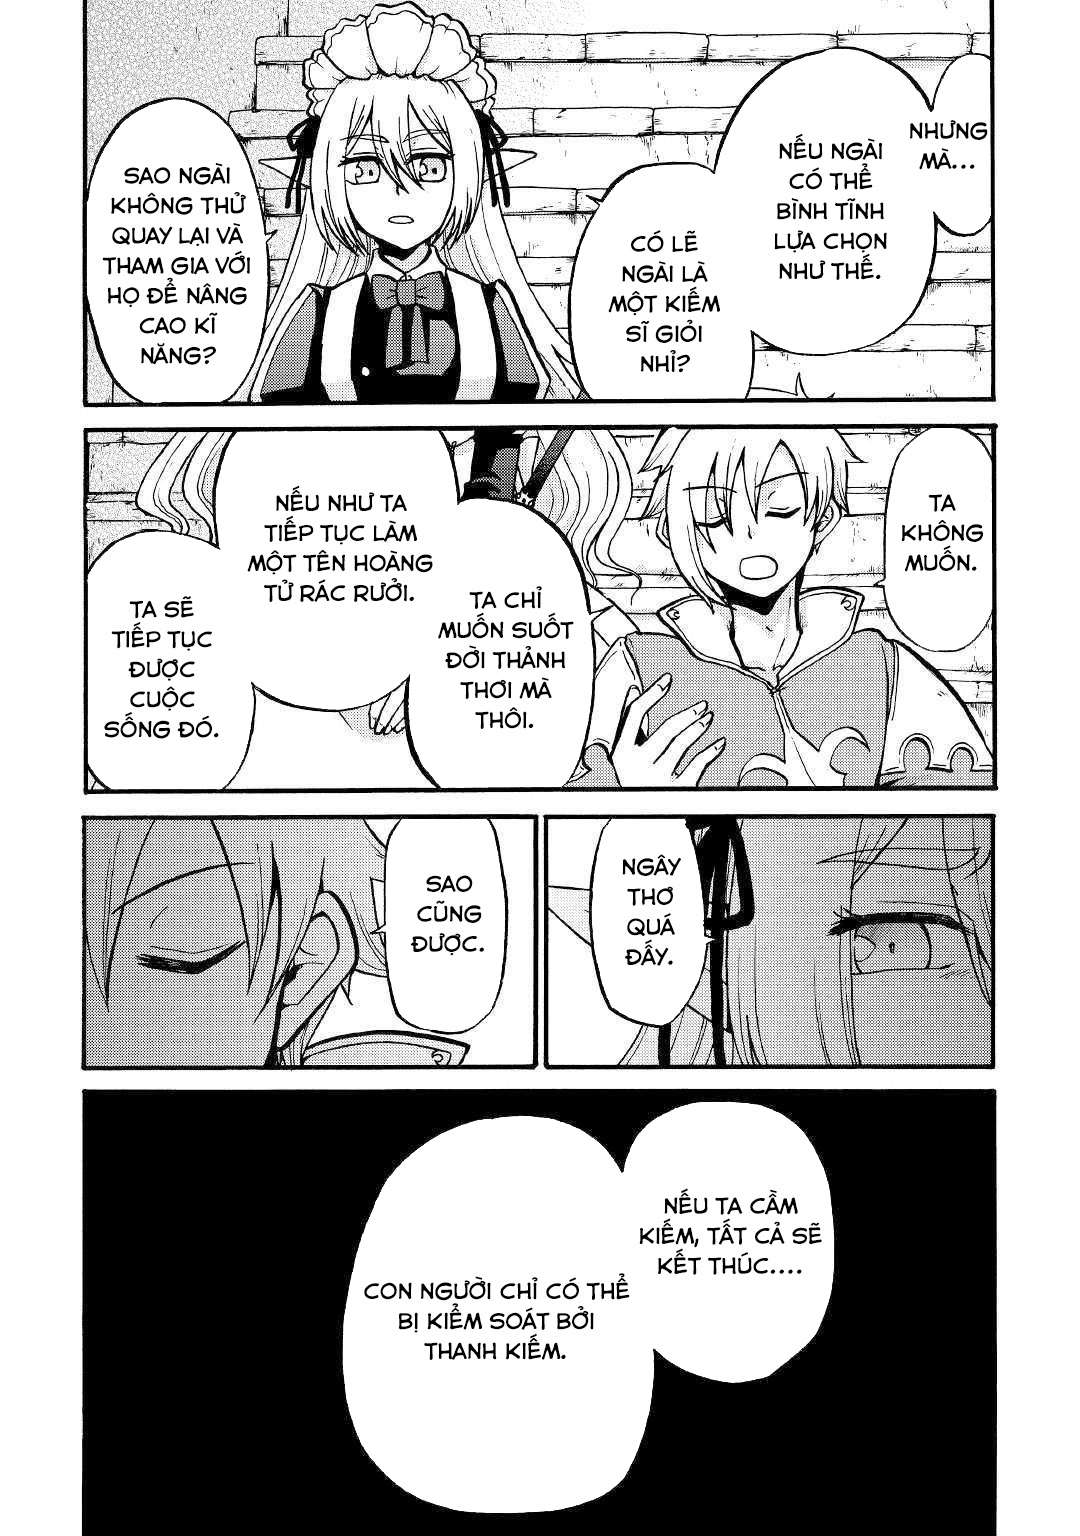 NHƯNG
MÀ...
NẾU NGÀI
CÓ THỂ
BÌNH TĨNH
LỰA CHỌN
NHƯ THẾ.
CÓ LẼ
NGÀI LÀ
MỘT KIẾM
SĨ GIỎI
NHỈ?
SAO NGÀI
KHÔNG THỬ
QUAY LẠI VÀ
THAM GIA VỚI
HỌ ĐỂ NÂNG
CAO KĨ
NĂNG?
TA
KHÔNG
MUỐN.
TA CHỈ
MUỐN SUỐT
ĐỜI THẢNH
THƠI MÀ
THÔI.
NẾU NHƯ TA
TIẾP TỤC LÀM
MỘT TÊN HOÀNG
TỬ RÁC RƯỞI.
TA SẼ
TIẾP TỤC
ĐƯỢC
CUỘC
SỐNG ĐÓ.
NGÂY
THƠ
QUÁ
ĐẤY.
SAO
CŨNG
ĐƯỢC.
NẾU TA CẦM
KIẾM, TẤT CẢ SẼ
KẾT THÚC....
CON NGƯỜI CHỈ CÓ THỂ
BỊ KIỂM SOÁT BỞI
THANH KIẾM.